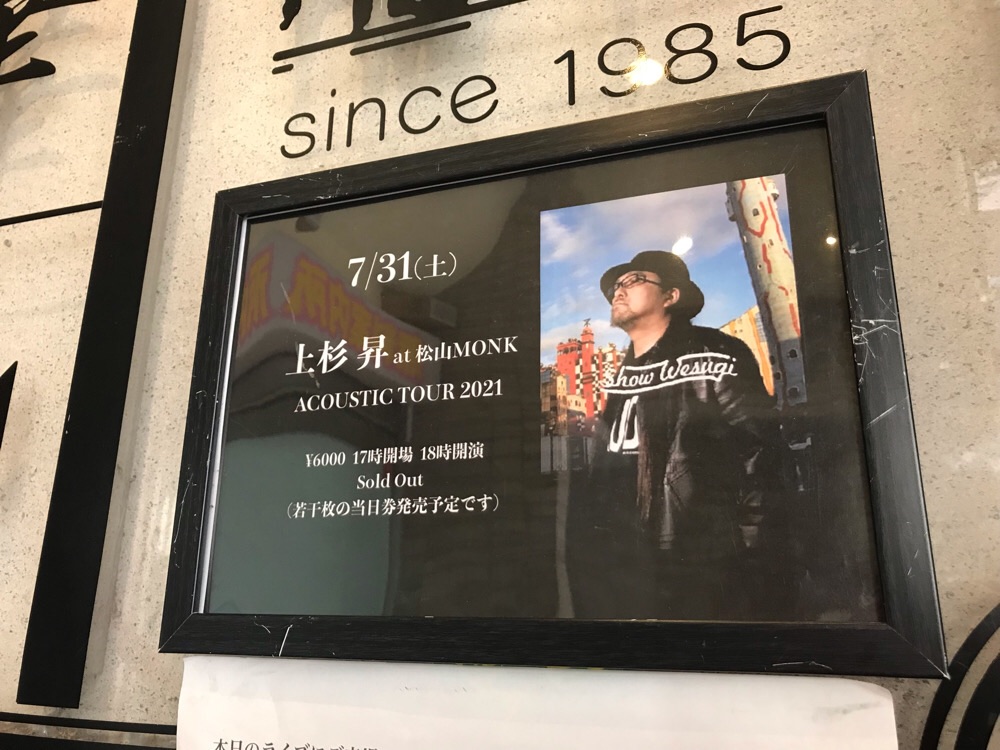 since 1985
7/31(土)
上杉 昇 at 松山MONK
ACOUSTIC TOUR 2021
¥6000 17時開場 18時開演
Sold Out
(若干枚の当日券発売予定です)
Show Wesugi